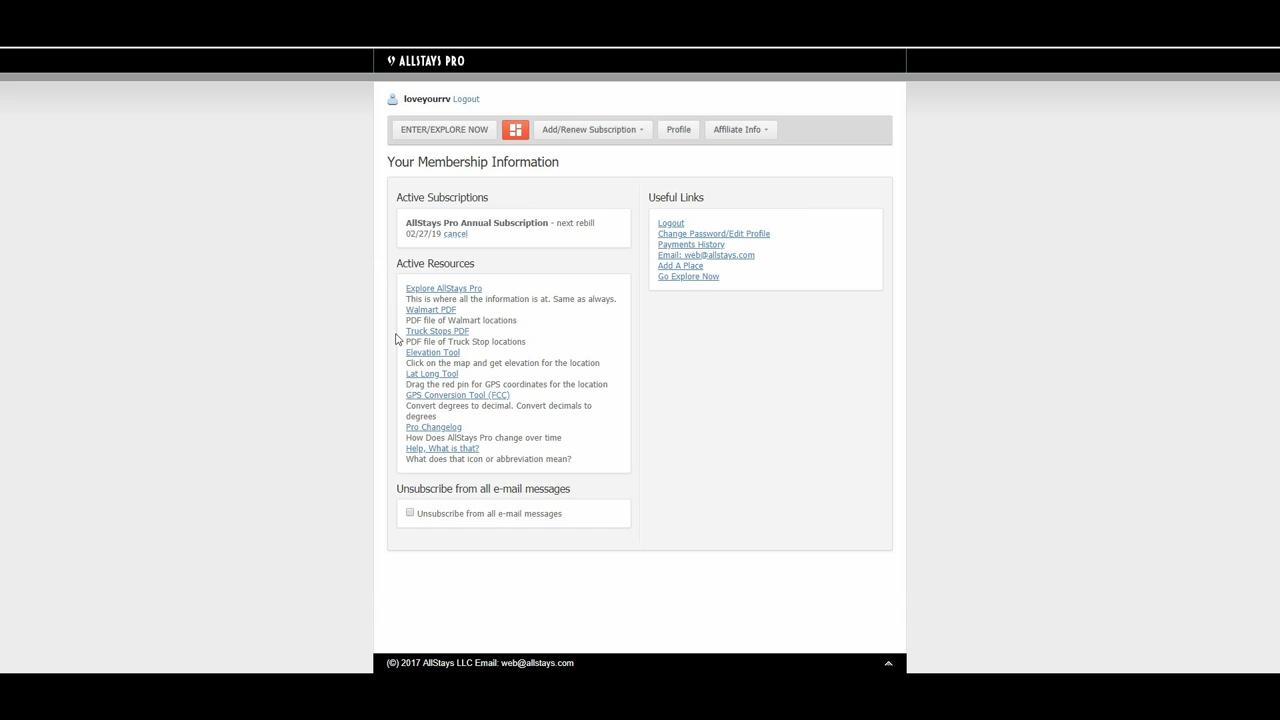 ALLSTAYS PRO
loveyourrv Logout
ENTER/EXPLORE NOW Add/Renew Subscription Profile Affiliate Info
Your Membership Information
Active Subscriptions
AllStays Pro Annual Subscription - next rebill
02/27/19 cancel
Active Resources
Explore AllStays Pro
This is where all the information is at. Same as always.
Walmart PDF
PDF file of Walmart locations
Truck Stops PDF
PDF file of Truck Stop locations
Elevation Tool
Click on the map and get elevation for the location
Lat Long Tool
Drag the red pin for GPS coordinates for the location
GPS Conversion Tool (FCC)
Convert degrees to decimal. Convert decimals to
degrees
Pro Changelog
How Does AllStays Pro change over time
Help, What is that?
What does that icon or abbreviation mean?
Unsubscribe from all e-mail messages
Unsubscribe from all e-mail messages
Useful Links
Logout
Change Password/Edit Profile
Payments History
Email: web@allstays.com
Add A Place
Go Explore Now
(©) 2017 AllStays LLC Email: web@allstays.com